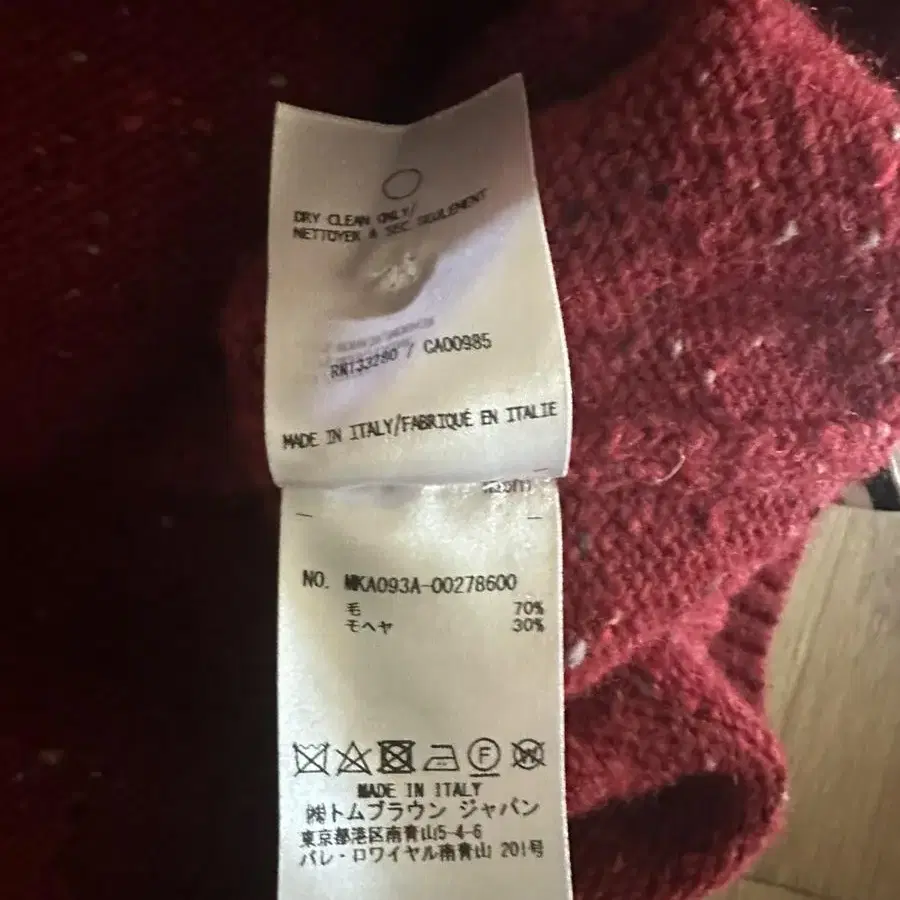 DRY CLEAN ONLY/
NETTOYER A SEC SEULEMENT
RN133280 / CA00985
MADE IN ITALY/FABRIQUÉ EN ITALIE
NO. MKA093A-00278600
毛 70%
モヘヤ 30%
F
W
MADE IN ITALY
㈱トムブラウン ジャパン
東京都港区南青山5-4-6
パレ・ロワイヤル南青山 201号